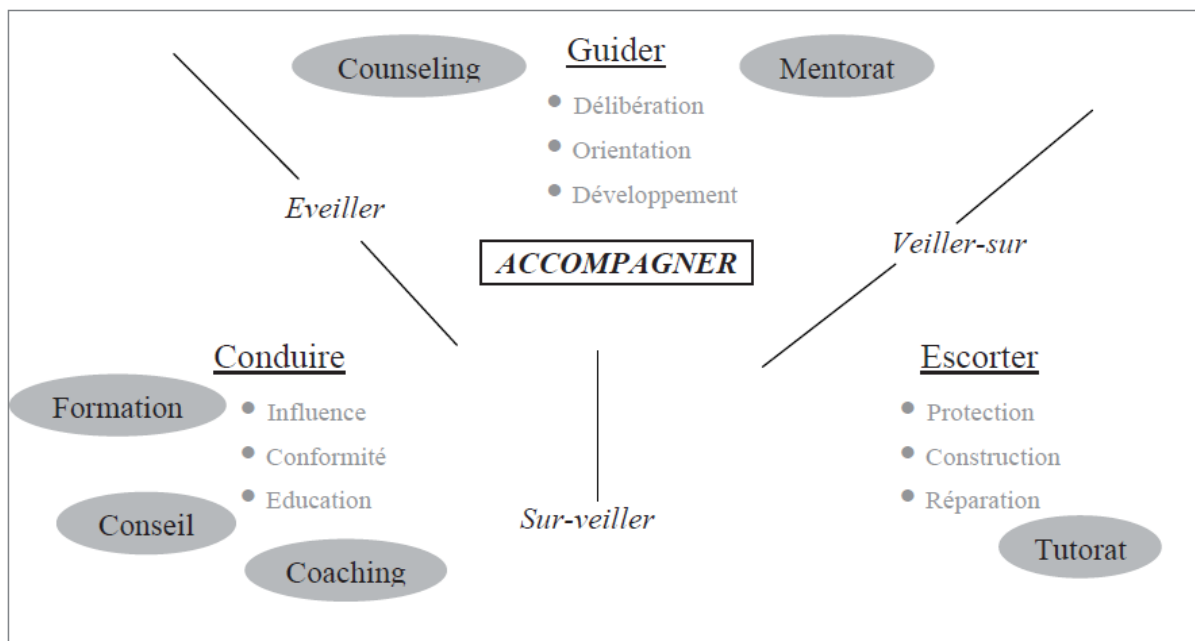 Counseling
Guider
Mentorat
• Délibération
• Orientation
• Développement
Eveiller
Veiller-sur
ACCOMPAGNER
Conduire
Formation
• Influence
• Conformité
• Education
Conseil
Coaching
Sur-veiller
Escorter
• Protection
• Construction
• Réparation
Tutorat